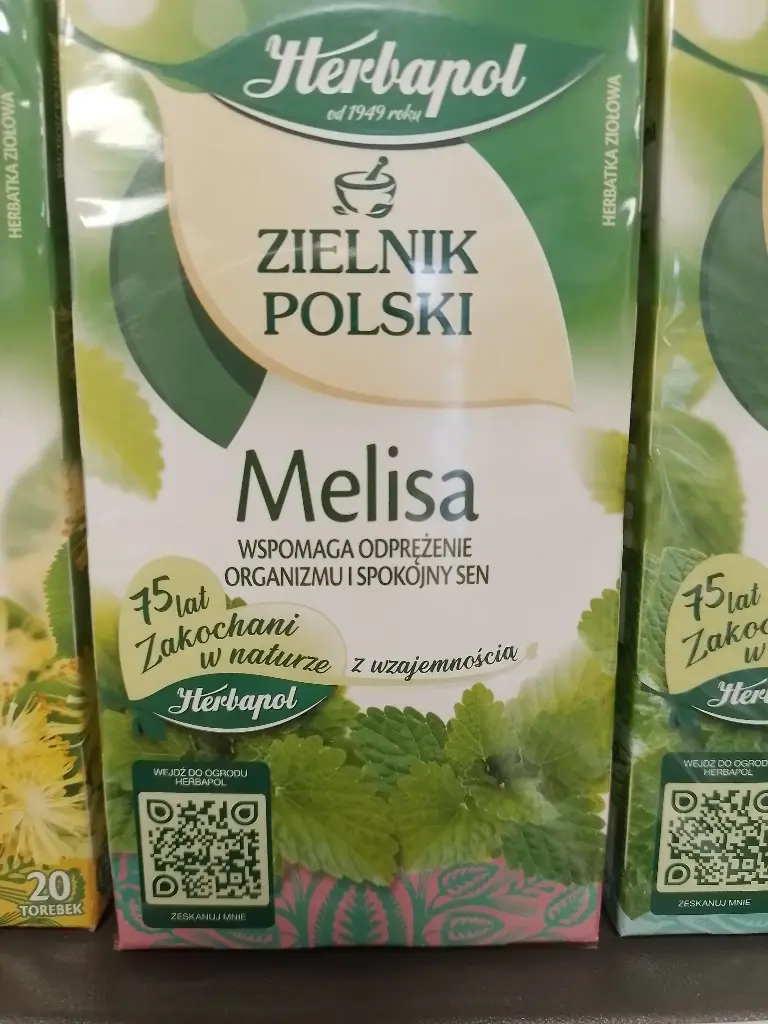 Herbapol
od 1949 roku
HERBATKA ZIOŁOWA
HERBATKA ZIOŁOWA
ZIELNIK
POLSKI
Melisa
WSPOMAGA ODPRĘŻENIE
ORGANIZMU I SPOKOJNY SEN
75 lat
Zakochani
w naturze
z wzajemnością
Herbapol
WEJDŹ DO OGRODU
HERBAPOL
ZESKANUJ MNIE
20
TOREBEK
75 lat
w
WEJDŹ DO OGRODU
HERBAPOL
ZESKANUJ MNIE